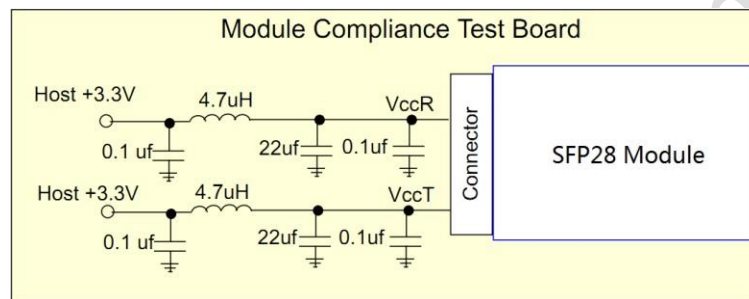 Module Compliance Test Board
Host +3.3V
4.7uH
VccR
0.1 uf
22uf
0.1uf
Host +3.3V
4.7uH
VccT
0.1 uf
22uf
0.1uf
Connector
SFP28 Module